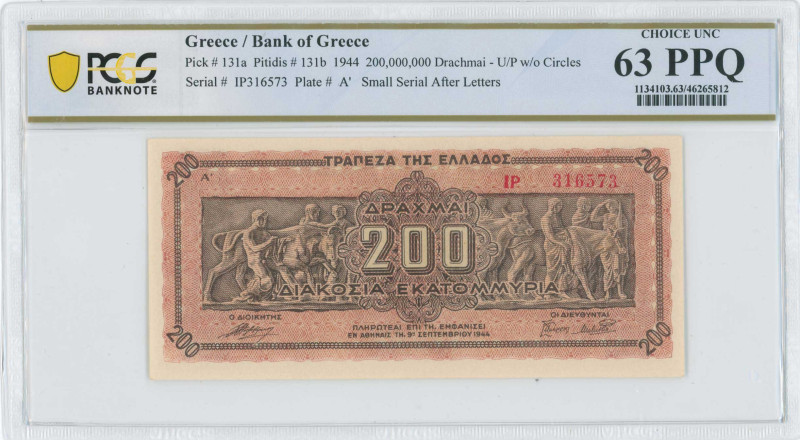 PCGS
BANKNOTE
Greece / Bank of Greece
Pick # 131a Pitidis # 131b 1944 200,000,000 Drachmai - U/P w/o Circles
Serial # IP316573 Plate # A' Small Serial After Letters
CHOICE UNC
63 PPQ
1134103.63/46265812
200
ΤΡΑΠΕΖΑ ΤΗΣ ΕΛΛΑΔΟΣ
200
Α'
ΙΡ 316573
ΔΡΑΧΜΑΙ
200
ΔΙΑΚΟΣΙΑ ΕΚΑΤΟΜΜΥΡΙΑ
Ο ΔΙΟΙΚΗΤΗΣ
ΟΙ ΔΙΕΥΘΥΝΤΑΙ
ΠΛΗΡΩΤΕΑΙ ΕΠΙ ΤΗ, ΕΜΦΑΝΙΣΕΙ
ΕΝ ΑΘΗΝΑΙΣ ΤΗ, 9ῃ ΣΕΠΤΕΜΒΡΙΟΥ 1944
200
200